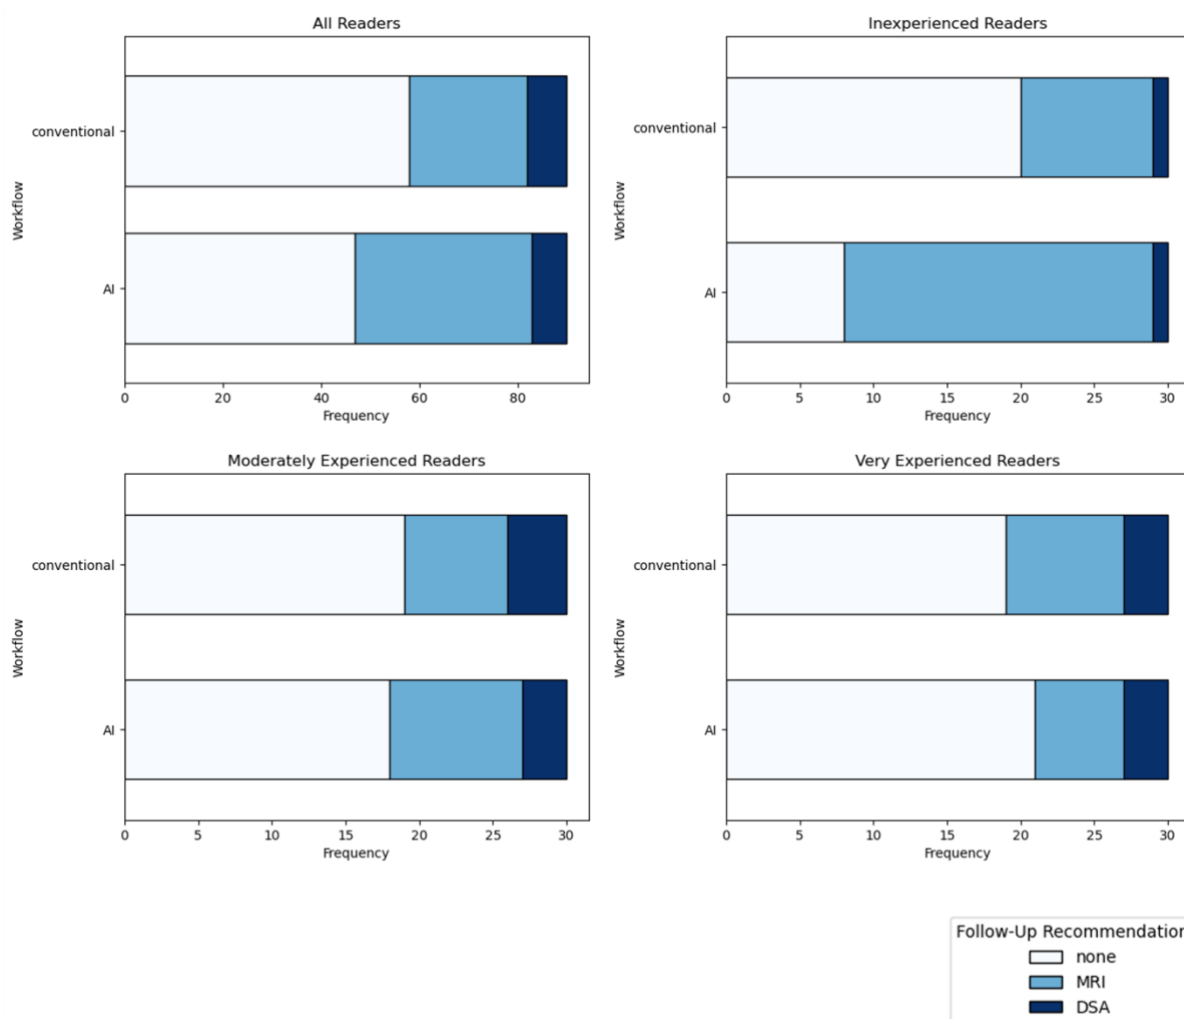 All Readers
conventional
AI
Workflow
0 20 40 60 80
Frequency
Inexperienced Readers
conventional
AI
Workflow
0 5 10 15 20 25 30
Frequency
Moderately Experienced Readers
conventional
AI
Workflow
0 5 10 15 20 25 30
Frequency
Very Experienced Readers
conventional
AI
Workflow
0 5 10 15 20 25 30
Frequency
Follow-Up Recommendation
none
MRI
DSA